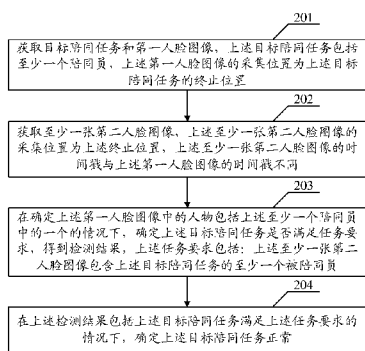 201
获取目标陪同任务和第一人脸图像，上述目标陪同任务包括
至少一个陪同员，上述第一人脸图像的采集位置为上述目标
陪同任务的终止位置
202
获取至少一张第二人脸图像，上述至少一张第二人脸图像的
采集位置为上述终止位置，上述至少一张第二人脸图像的时
间戳与上述第一人脸图像的时间戳不同
203
在确定上述第一人脸图像中的人物包括上述至少一个陪同员
中的一个的情况下，确定上述目标陪同任务是否满足任务要
求，得到检测结果，上述任务要求包括：上述至少一张第二
人脸图像包含上述目标陪同任务的至少一个被陪同员
204
在上述检测结果包括上述目标陪同任务满足上述任务要求的
情况下，确定上述目标陪同任务正常